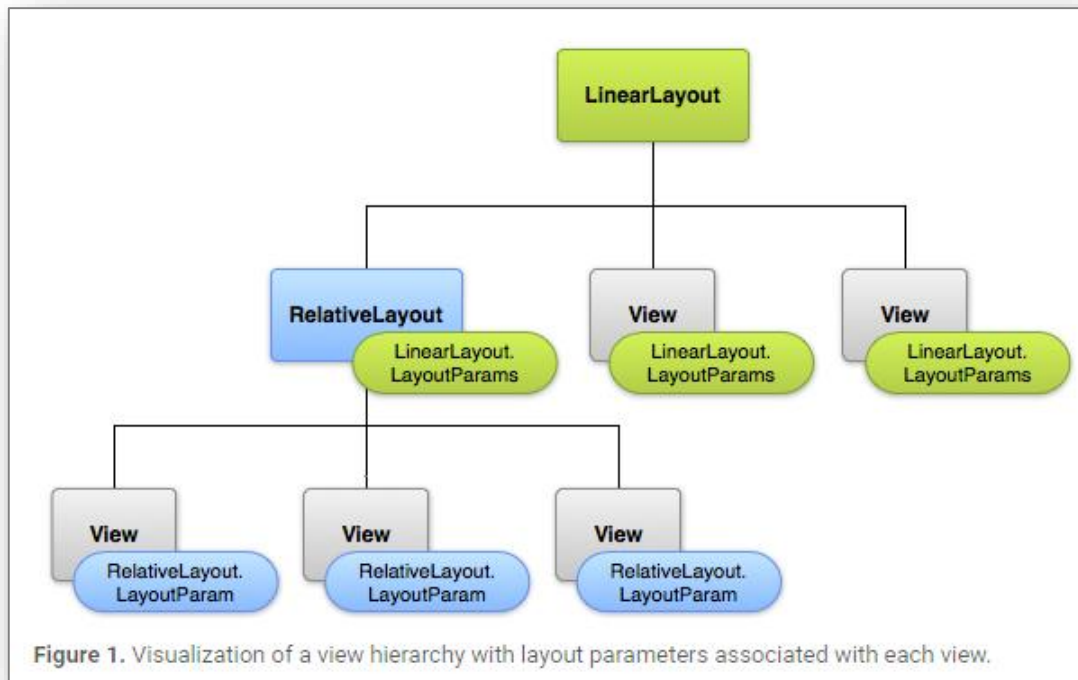 LinearLayout
RelativeLayout
LinearLayout.
LayoutParams
View
LinearLayout.
LayoutParams
View
LinearLayout.
LayoutParams
View
RelativeLayout.
LayoutParam
View
RelativeLayout.
LayoutParam
View
RelativeLayout.
LayoutParam
Figure 1. Visualization of a view hierarchy with layout parameters associated with each view.